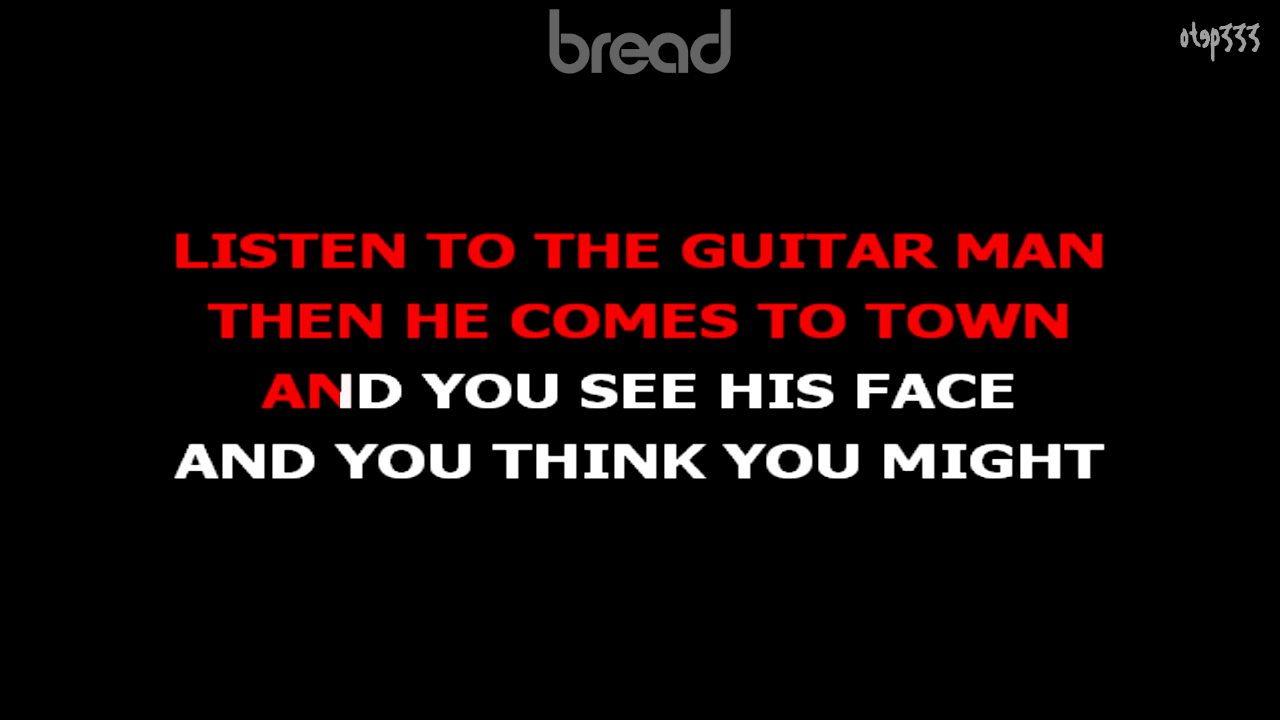 bread
otep333
LISTEN TO THE GUITAR MAN
THEN HE COMES TO TOWN
AND YOU SEE HIS FACE
AND YOU THINK YOU MIGHT